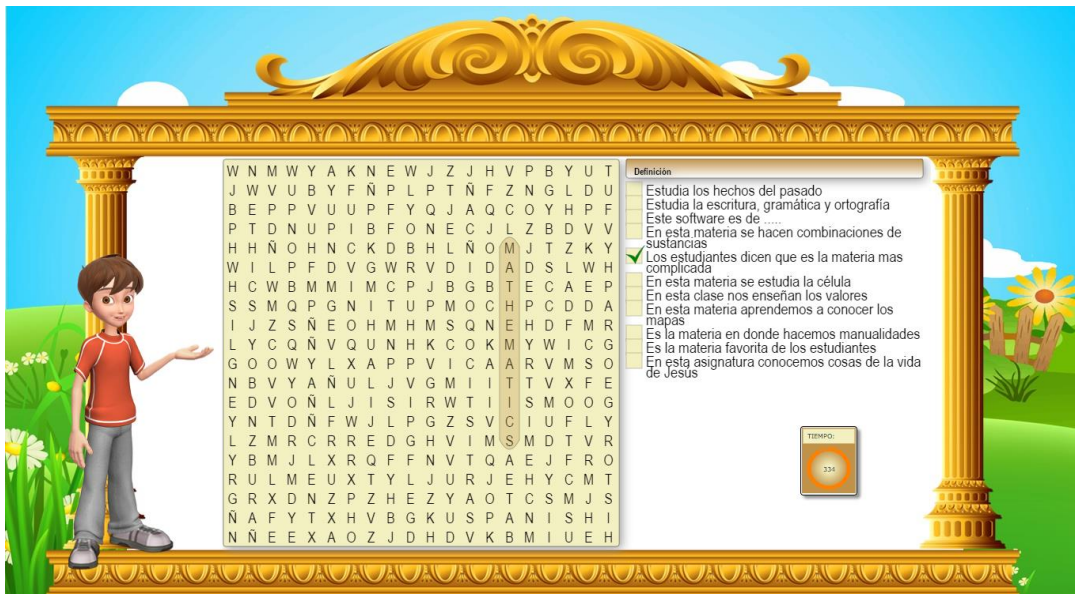 W N M W Y A K N E W J Z J H V P B Y U T
J W V U B Y F Ñ P L P T Ñ F Z N G L D U
B E P P V U U P F Y Q J A Q C O Y H P F
P T D N U P I B F O N E C J L Z B D V V
H H Ñ O H N C K D B H L Ñ O M J T Z K Y
W I L P F D V G W R V D I D A D S L W H
H C W B M M I M C P J B G B T E C A E P
S S M Q P G N I T U P M O C H P C D D A
I J Z S Ñ E O H M H M S Q N E H D F M R
L Y C Q Ñ V Q U N H K C O K M Y W I C G
G O O W Y L X A P P V I C A A R V M S O
N B V Y A Ñ U L J V G M I I T T V X F E
E D V O Ñ L J I S I R W T I I S M O O G
Y N T D Ñ F W J L P G Z S V C I U F L Y
L Z M R C R R E D G H V I M S M D T V R
Y B M J L X R Q F F N V T Q A E J F R O
R U L M E U X T Y L J U R J E H Y C M T
G R X D N Z P Z H E Z Y A O T C S M J S
Ñ A F Y T X H V B G K U S P A N I S H I
N Ñ E E X A O Z J D H D V K B M I U E H
Definición
Estudia los hechos del pasado
Estudia la escritura, gramática y ortografía
Este software es de .....
En esta materia se hacen combinaciones de
sustancias
Los estudiantes dicen que es la materia mas
complicada
En esta materia se estudia la célula
En esta clase nos enseñan los valores
En esta materia aprendemos a conocer los
mapas
Es la materia en donde hacemos manualidades
Es la materia favorita de los estudiantes
En esta asignatura conocemos cosas de la vida
de Jesús
TIEMPO:
334